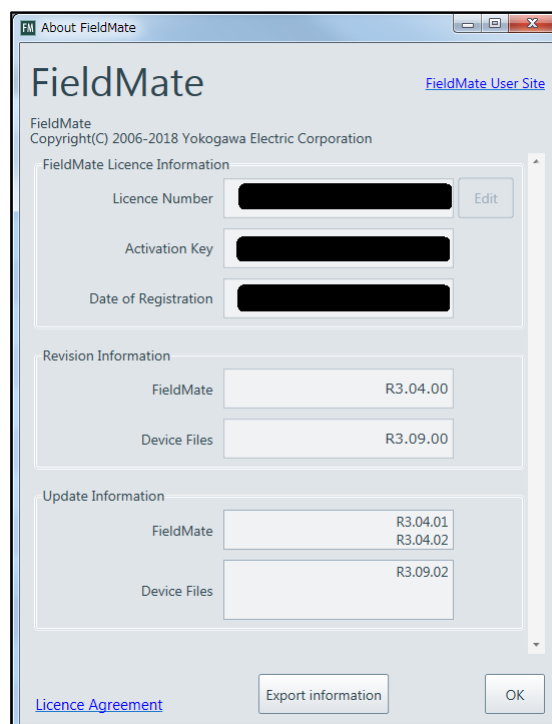 FM About FieldMate
FieldMate
FieldMate User Site
FieldMate
Copyright(C) 2006-2018 Yokogawa Electric Corporation
FieldMate Licence Information
Licence Number
Edit
Activation Key
Date of Registration
Revision Information
FieldMate R3.04.00
Device Files R3.09.00
Update Information
FieldMate R3.04.01
R3.04.02
Device Files R3.09.02
Licence Agreement Export information OK